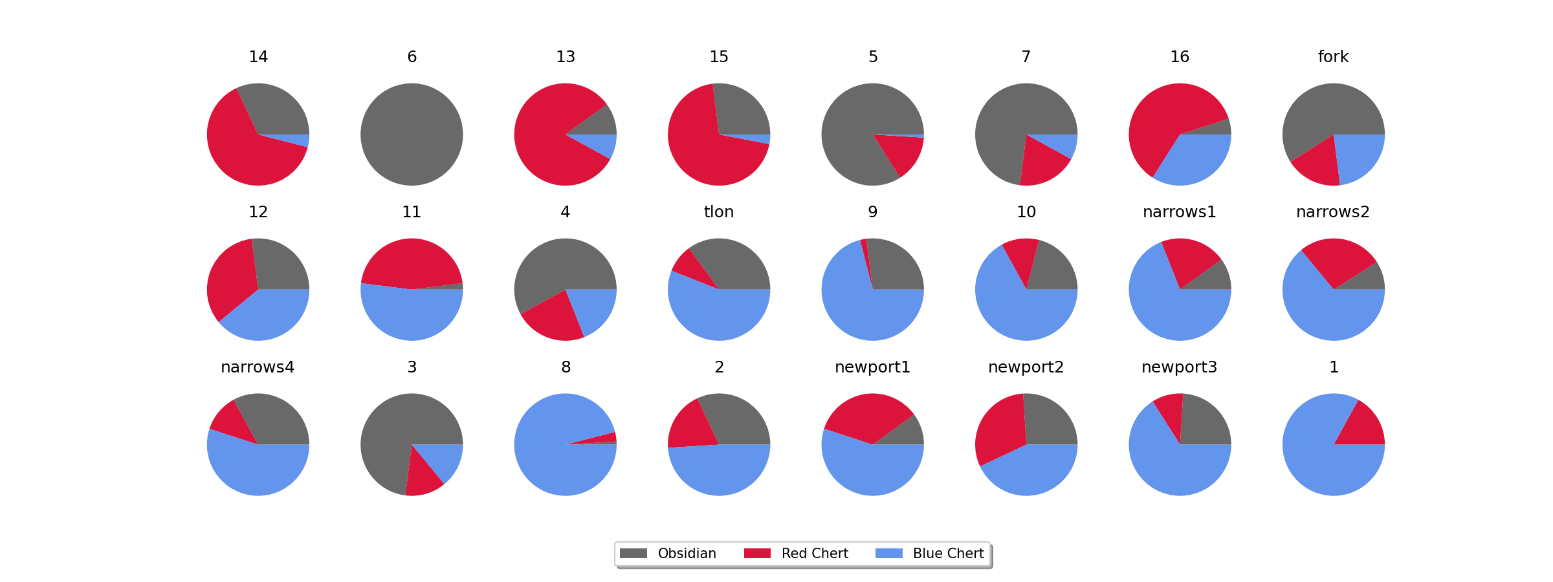 14 6 13 15 5 7 16 fork
12 11 4 tlon 9 10 narrows1 narrows2
narrows4 3 8 2 newport1 newport2 newport3 1
Obsidian Red Chert Blue Chert